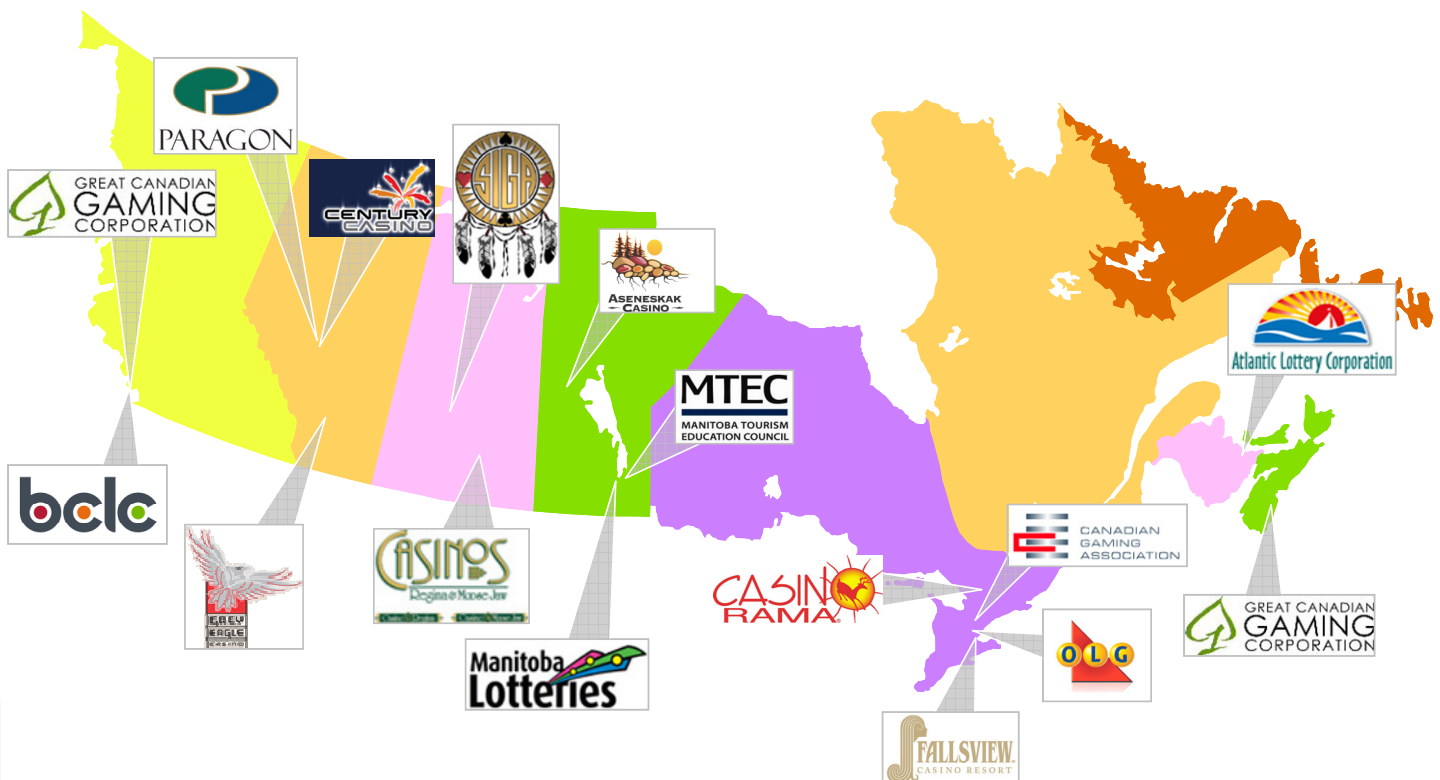 PARAGON
GREAT CANADIAN
GAMING
CORPORATION
CENTURY
CASINO
SIGA
ASENESKAK
CASINO
MTEC
MANITOBA TOURISM
EDUCATION COUNCIL
Atlantic Lottery Corporation
bclc
GREY
EAGLE
CASINO
CASINOS
Regina & Moose Jaw
Manitoba
Lotteries
CASINO
RAMA
CANADIAN
GAMING
ASSOCIATION
OLG
GREAT CANADIAN
GAMING
CORPORATION
FALLSVIEW
CASINO RESORT